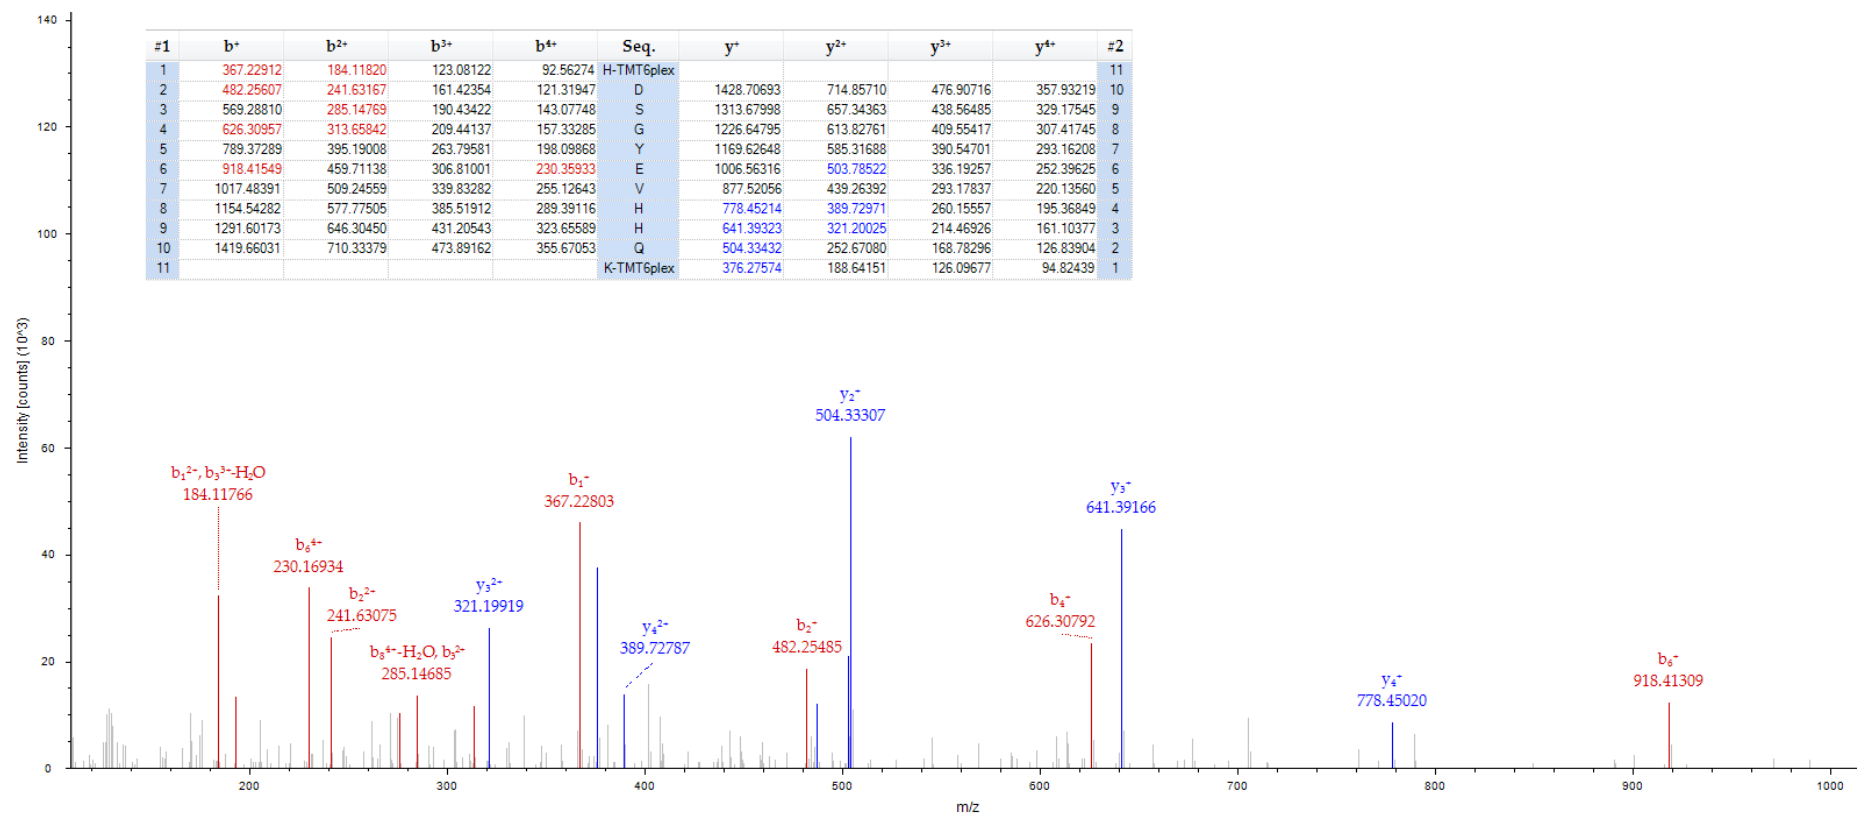 140
#1 b⁺ b²⁺ b³⁺ b⁴⁺ Seq. y⁺ y²⁺ y³⁺ y⁴⁺ #2
1 367.22912 184.11820 123.08122 92.56274 H-TMT6plex 11
2 482.25607 241.63167 161.42354 121.31947 D 1428.70693 714.85710 476.90716 357.93219 10
3 569.28810 285.14769 190.43422 143.07748 S 1313.67998 657.34363 438.56485 329.17545 9
4 626.30957 313.65842 209.44137 157.33285 G 1226.64795 613.82761 409.55417 307.41745 8
5 789.37289 395.19008 263.79581 198.09868 Y 1169.62648 585.31688 390.54701 293.16208 7
6 918.41549 459.71138 306.81001 230.35933 E 1006.56316 503.78522 336.19257 252.39625 6
7 1017.48391 509.24559 339.83282 255.12643 V 877.52056 439.26392 293.17837 220.13560 5
8 1154.54282 577.77505 385.51912 289.39116 H 778.45214 389.72971 260.15557 195.36849 4
9 1291.60173 646.30450 431.20543 323.65589 H 641.39323 321.20025 214.46926 161.10377 3
10 1419.66031 710.33379 473.89162 355.67053 Q 504.33432 252.67080 168.78296 126.83904 2
11 K-TMT6plex 376.27574 188.64151 126.09677 94.82439 1
120
100
80
60
40
20
0
Intensity [counts] (10^3)
b₁²⁺, b₃³⁺-H₂O
184.11766
b₆⁴⁺
230.16934
b₂²⁺
241.63075
b₈⁴⁺-H₂O, b₃²⁺
285.14685
y₃²⁺
321.19919
b₁⁺
367.22803
y₄²⁺
389.72787
b₂⁺
482.25485
y₂⁺
504.33307
b₄⁺
626.30792
y₃⁺
641.39166
y₄⁺
778.45020
b₆⁺
918.41309
200 300 400 500 600 700 800 900 1000
m/z